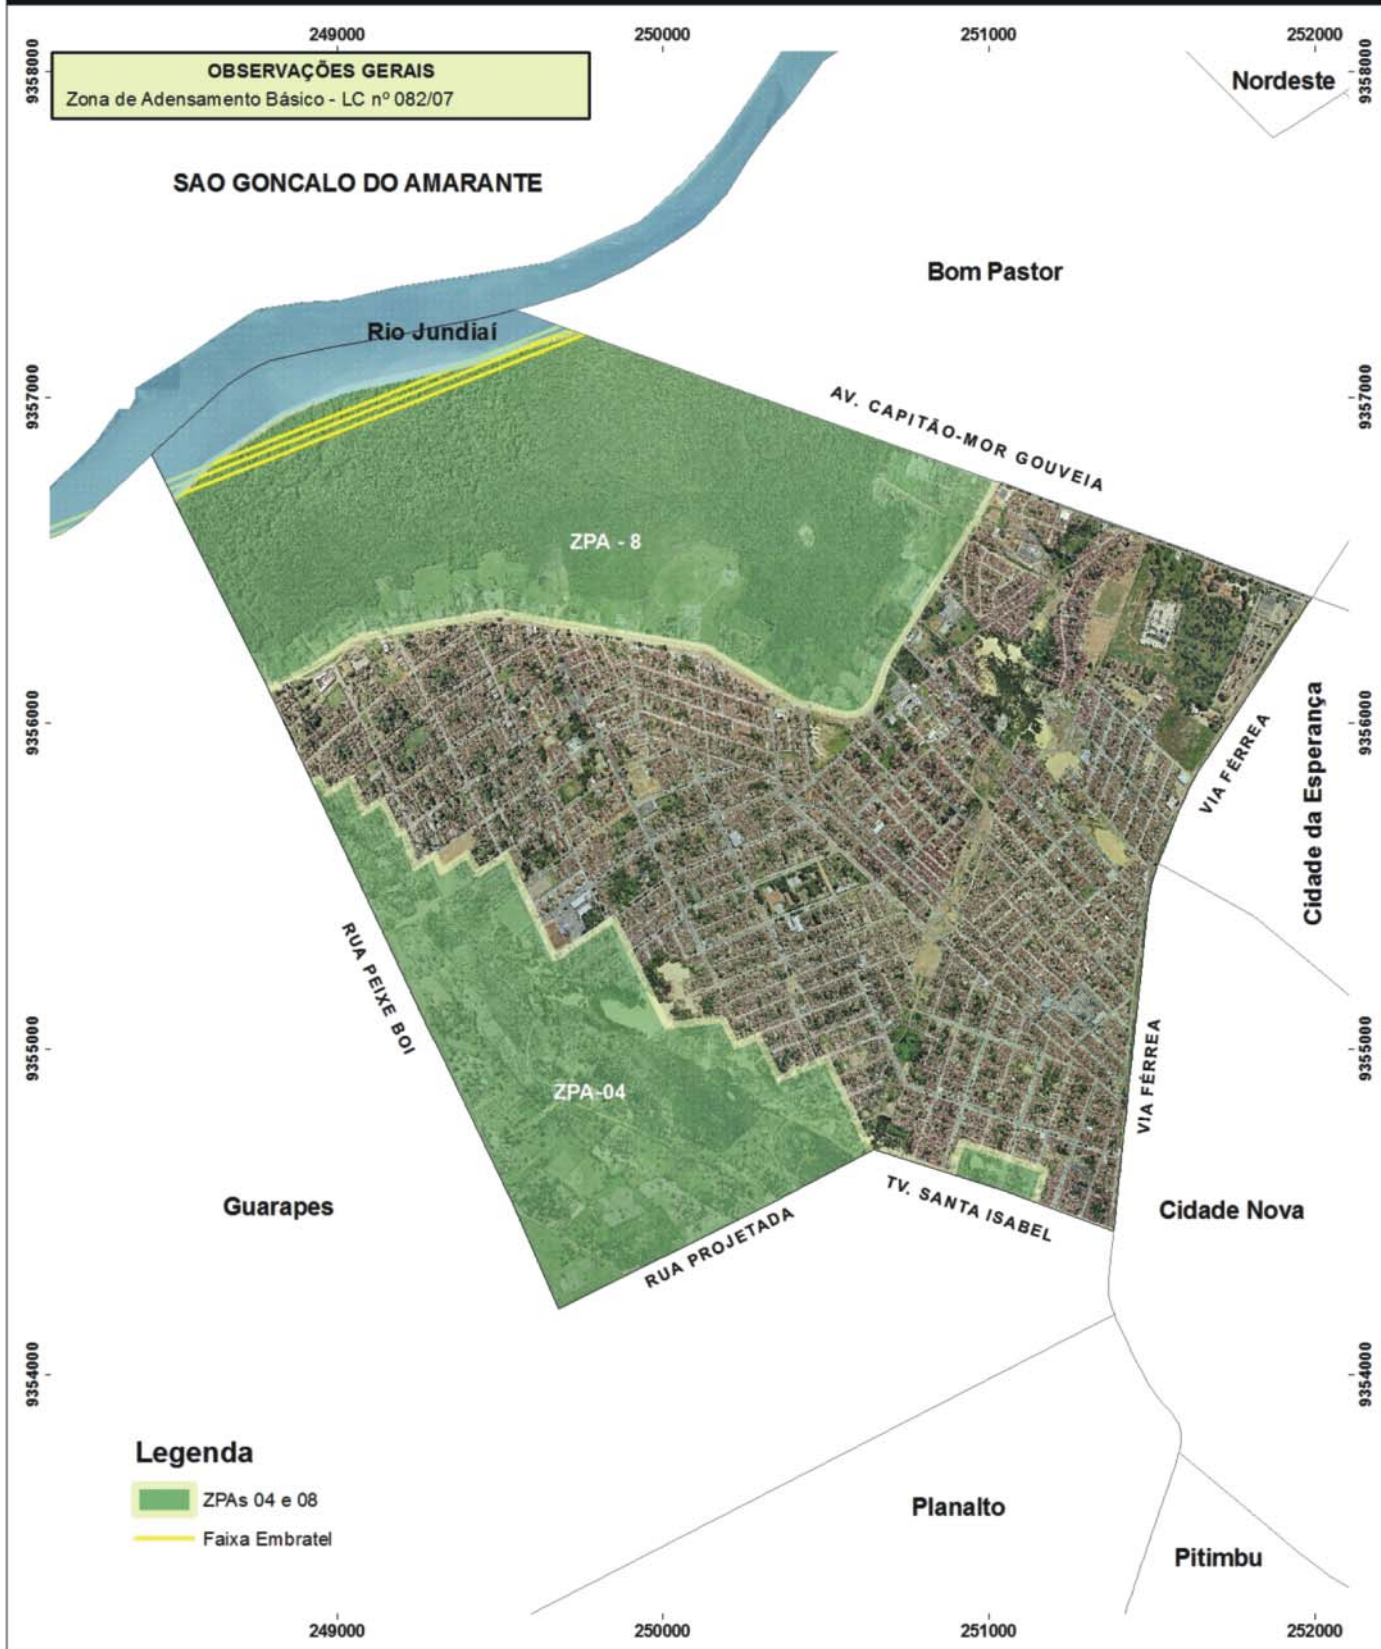 249000
250000
251000
252000
9358000
9358000
OBSERVAÇÕES GERAIS
Zona de Adensamento Básico - LC nº 082/07
Nordeste
SAO GONCALO DO AMARANTE
Bom Pastor
Rio Jundiaí
9357000
9357000
AV. CAPITÃO-MOR GOUVEIA
ZPA - 8
9356000
9356000
VIA FÉRREA
Cidade da Esperança
RUA PEIXE BOI
9355000
9355000
VIA FÉRREA
ZPA-04
Guarapes
TV. SANTA ISABEL
Cidade Nova
RUA PROJETADA
9354000
9354000
Legenda
ZPAs 04 e 08
Faixa Embratel
Planalto
Pitimbu
249000
250000
251000
252000